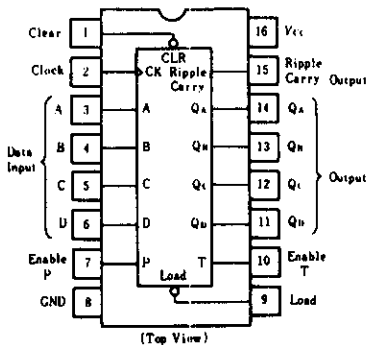 Clear 1 16 Vcc
CLR
Clock 2 CK Ripple Carry 15 Ripple Carry Output
A 3 A QA 14 QA
B 4 B QB 13 QB
Data Input
C 5 C QC 12 QC Output
D 6 D QD 11 QD
Enable P 7 P T 10 Enable T
Load
GND 8 9 Load
(Top View)